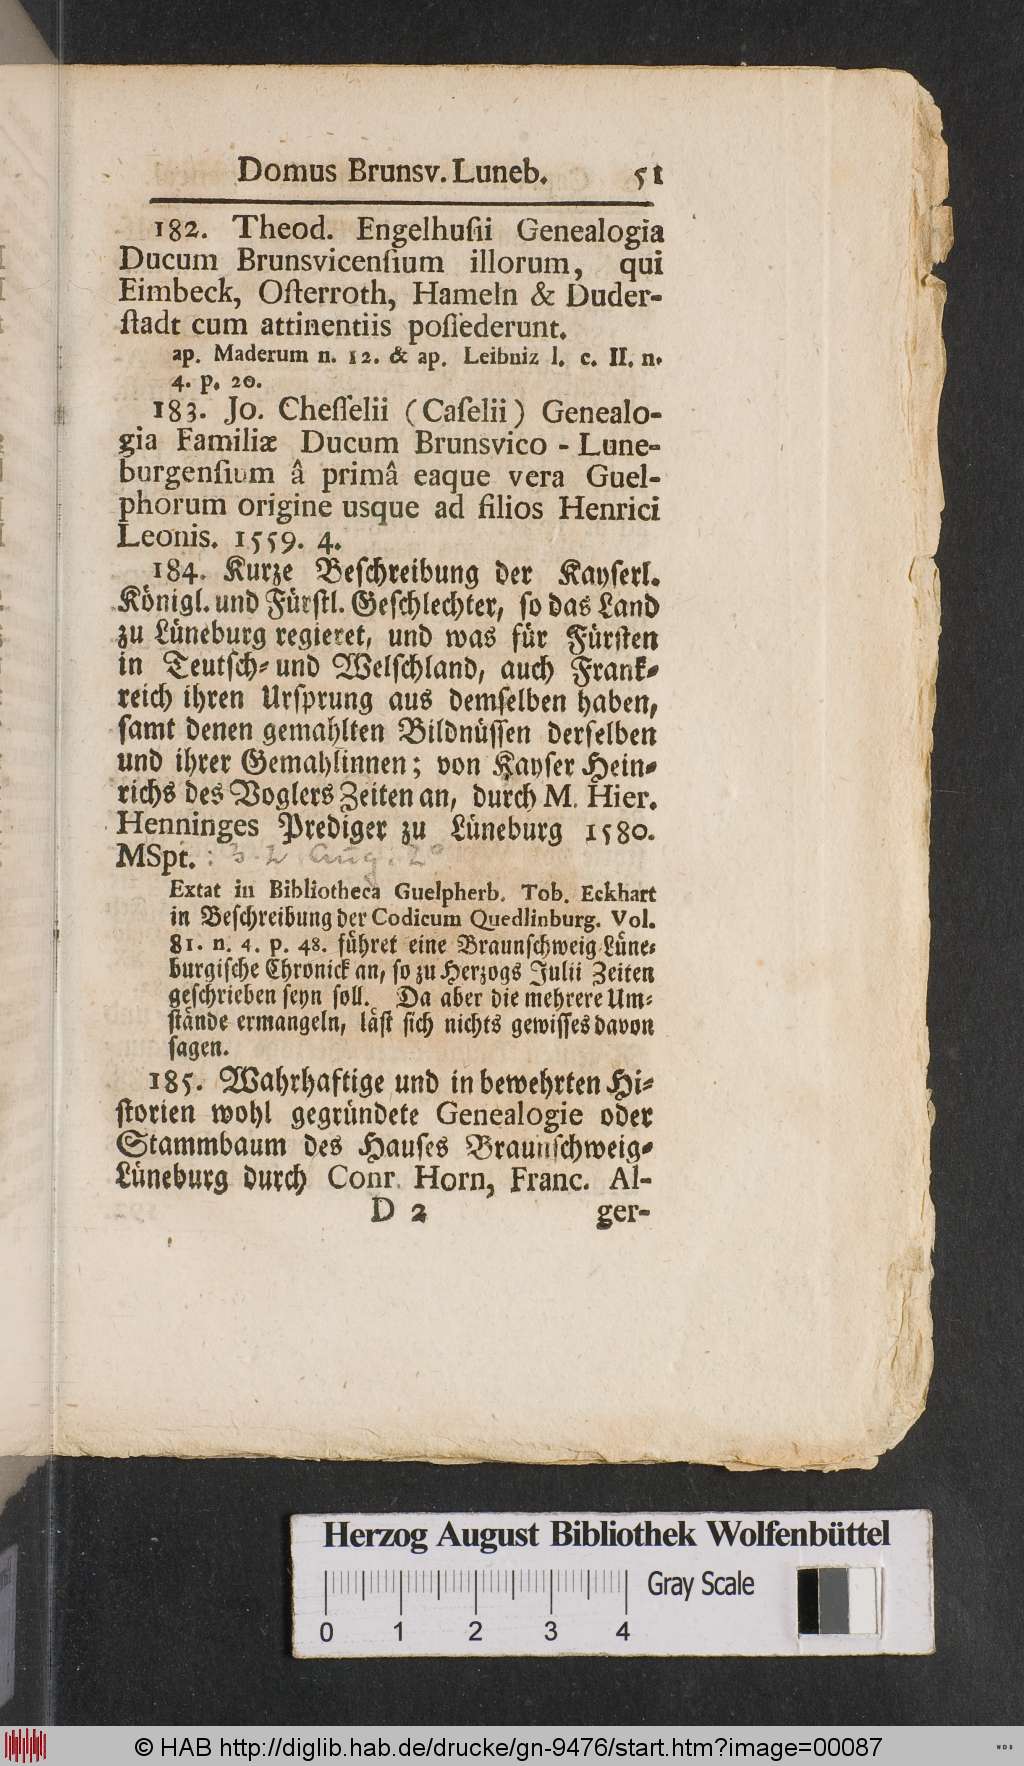 Domus Brunsv. Luneb. 51
182. Theod. Engelhuſii Genealogia
Ducum Brunsvicenſium illorum, qui
Eimbeck, Oſterroth, Hameln & Duder-
ſtadt cum attinentiis poſſederunt.
ap. Maderum n. 12. & ap. Leibniz l. c. II. n.
4. p. 20.
183. Jo. Cheſſelii (Caſelii) Genealo-
gia Familiæ Ducum Brunsvico - Lune-
burgenſium â primâ eaque vera Guel-
phorum origine usque ad filios Henrici
Leonis. 1559. 4.
184. Kurze Beſchreibung der Kayſerl.
Königl. und Fürſtl. Geſchlechter, ſo das Land
zu Lüneburg regieret, und was für Fürſten
in Teutſch- und Welſchland, auch Frank-
reich ihren Urſprung aus demſelben haben,
ſamt denen gemahlten Bildnüſſen derſelben
und ihrer Gemahlinnen; von Kayſer Hein-
richs des Voglers Zeiten an, durch M. Hier.
Henninges Prediger zu Lüneburg 1580.
MSpt. : 3. 2. Aug. 2°
Extat in Bibliotheca Guelpherb. Tob. Eckhart
in Beſchreibung der Codicum Quedlinburg. Vol.
81. n. 4. p. 48. führet eine Braunſchweig-Lüne-
burgiſche Chronick an, ſo zu Herzogs Julii Zeiten
geſchrieben ſeyn ſoll. Da aber die mehrere Um-
ſtände ermangeln, läſt ſich nichts gewiſſes davon
ſagen.
185. Wahrhaftige und in bewehrten Hi-
ſtorien wohl gegründete Genealogie oder
Stammbaum des Hauſes Braunſchweig-
Lüneburg durch Conr. Horn, Franc. Al-
D 2 ger-
Herzog August Bibliothek Wolfenbüttel
Gray Scale
0 1 2 3 4
© HAB http://diglib.hab.de/drucke/gn-9476/start.htm?image=00087